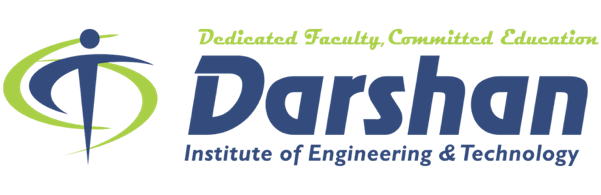 Dedicated Faculty, Committed Education
Darshan
Institute of Engineering & Technology